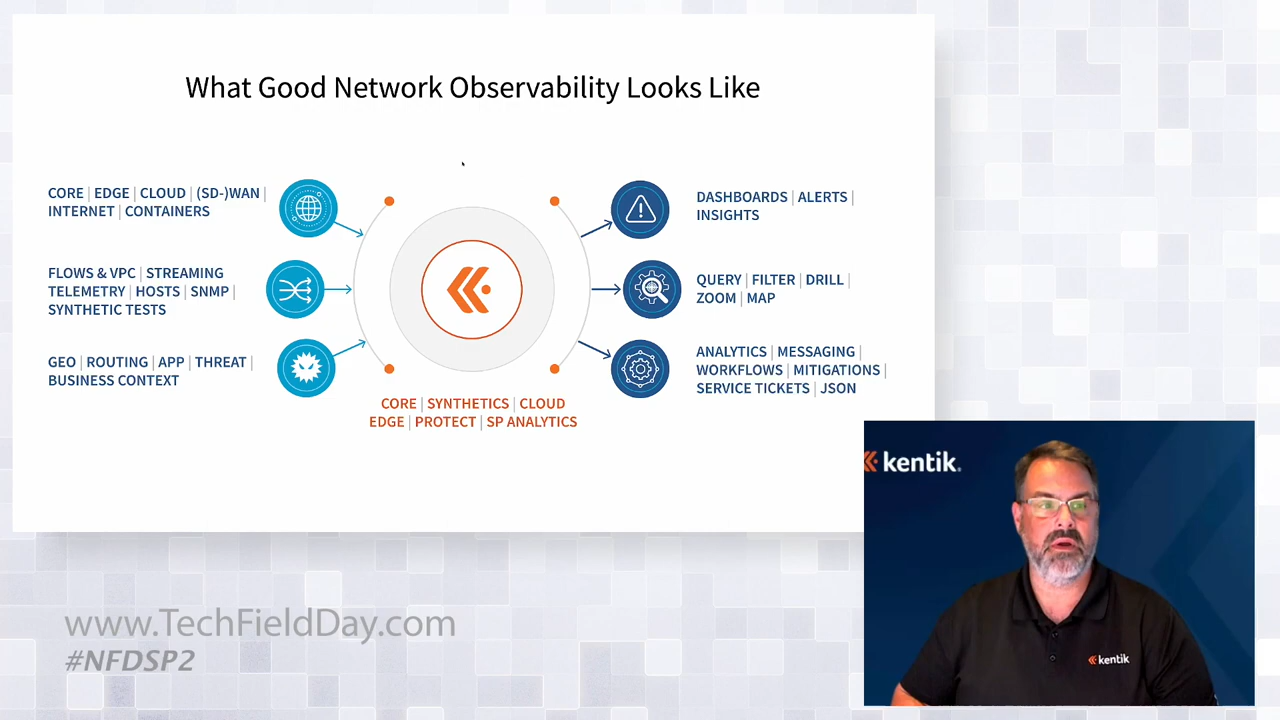 What Good Network Observability Looks Like
CORE | EDGE | CLOUD | (SD-)WAN |
INTERNET | CONTAINERS
FLOWS & VPC | STREAMING
TELEMETRY | HOSTS | SNMP |
SYNTHETIC TESTS
GEO | ROUTING | APP | THREAT |
BUSINESS CONTEXT
CORE | SYNTHETICS | CLOUD
EDGE | PROTECT | SP ANALYTICS
DASHBOARDS | ALERTS |
INSIGHTS
QUERY | FILTER | DRILL |
ZOOM | MAP
ANALYTICS | MESSAGING |
WORKFLOWS | MITIGATIONS |
SERVICE TICKETS | JSON
kentik.
kentik
www.TechFieldDay.com
#NFDSP2